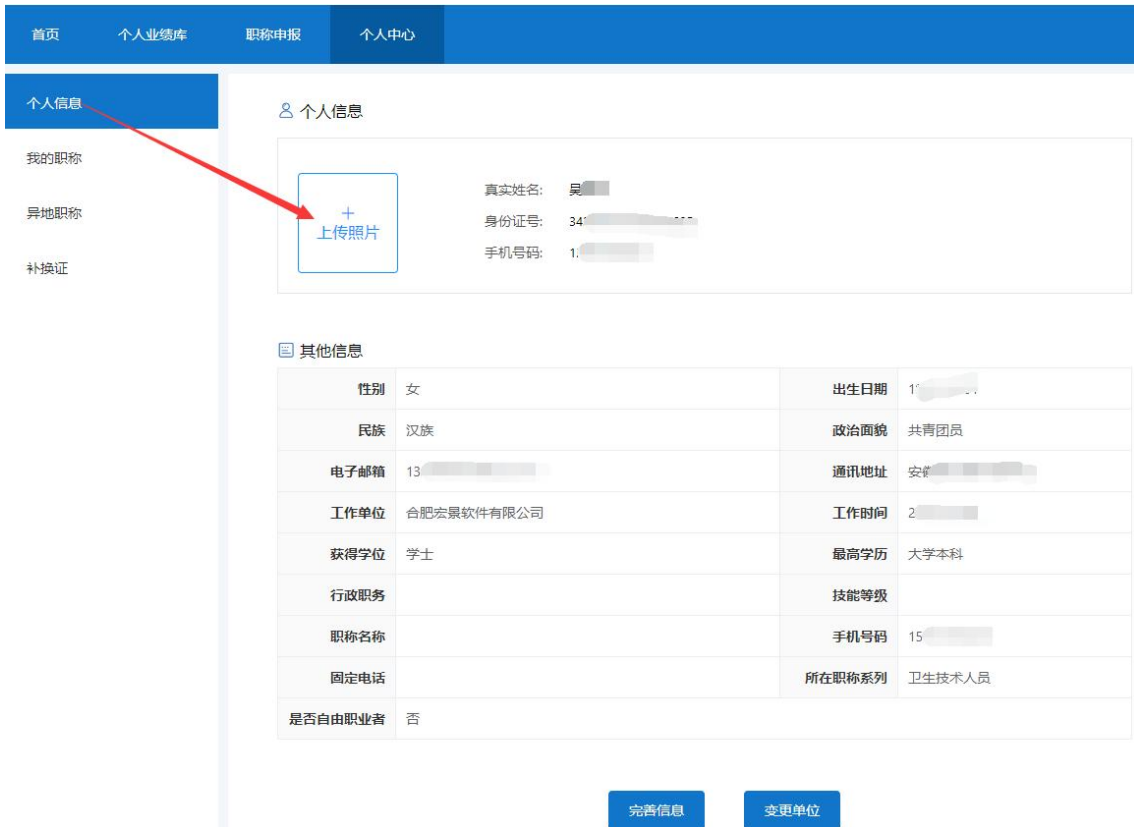 首页 个人业绩库 职称申报 个人中心
个人信息
我的职称
异地职称
补换证
个人信息
上传照片
真实姓名: 吴
身份证号: 34
手机号码: 1
其他信息
性别 女 出生日期 1
民族 汉族 政治面貌 共青团员
电子邮箱 13 通讯地址 安
工作单位 合肥宏景软件有限公司 工作时间 2
获得学位 学士 最高学历 大学本科
行政职务 技能等级
职称名称 手机号码 15
固定电话 所在职称系列 卫生技术人员
是否自由职业者 否
完善信息 变更单位